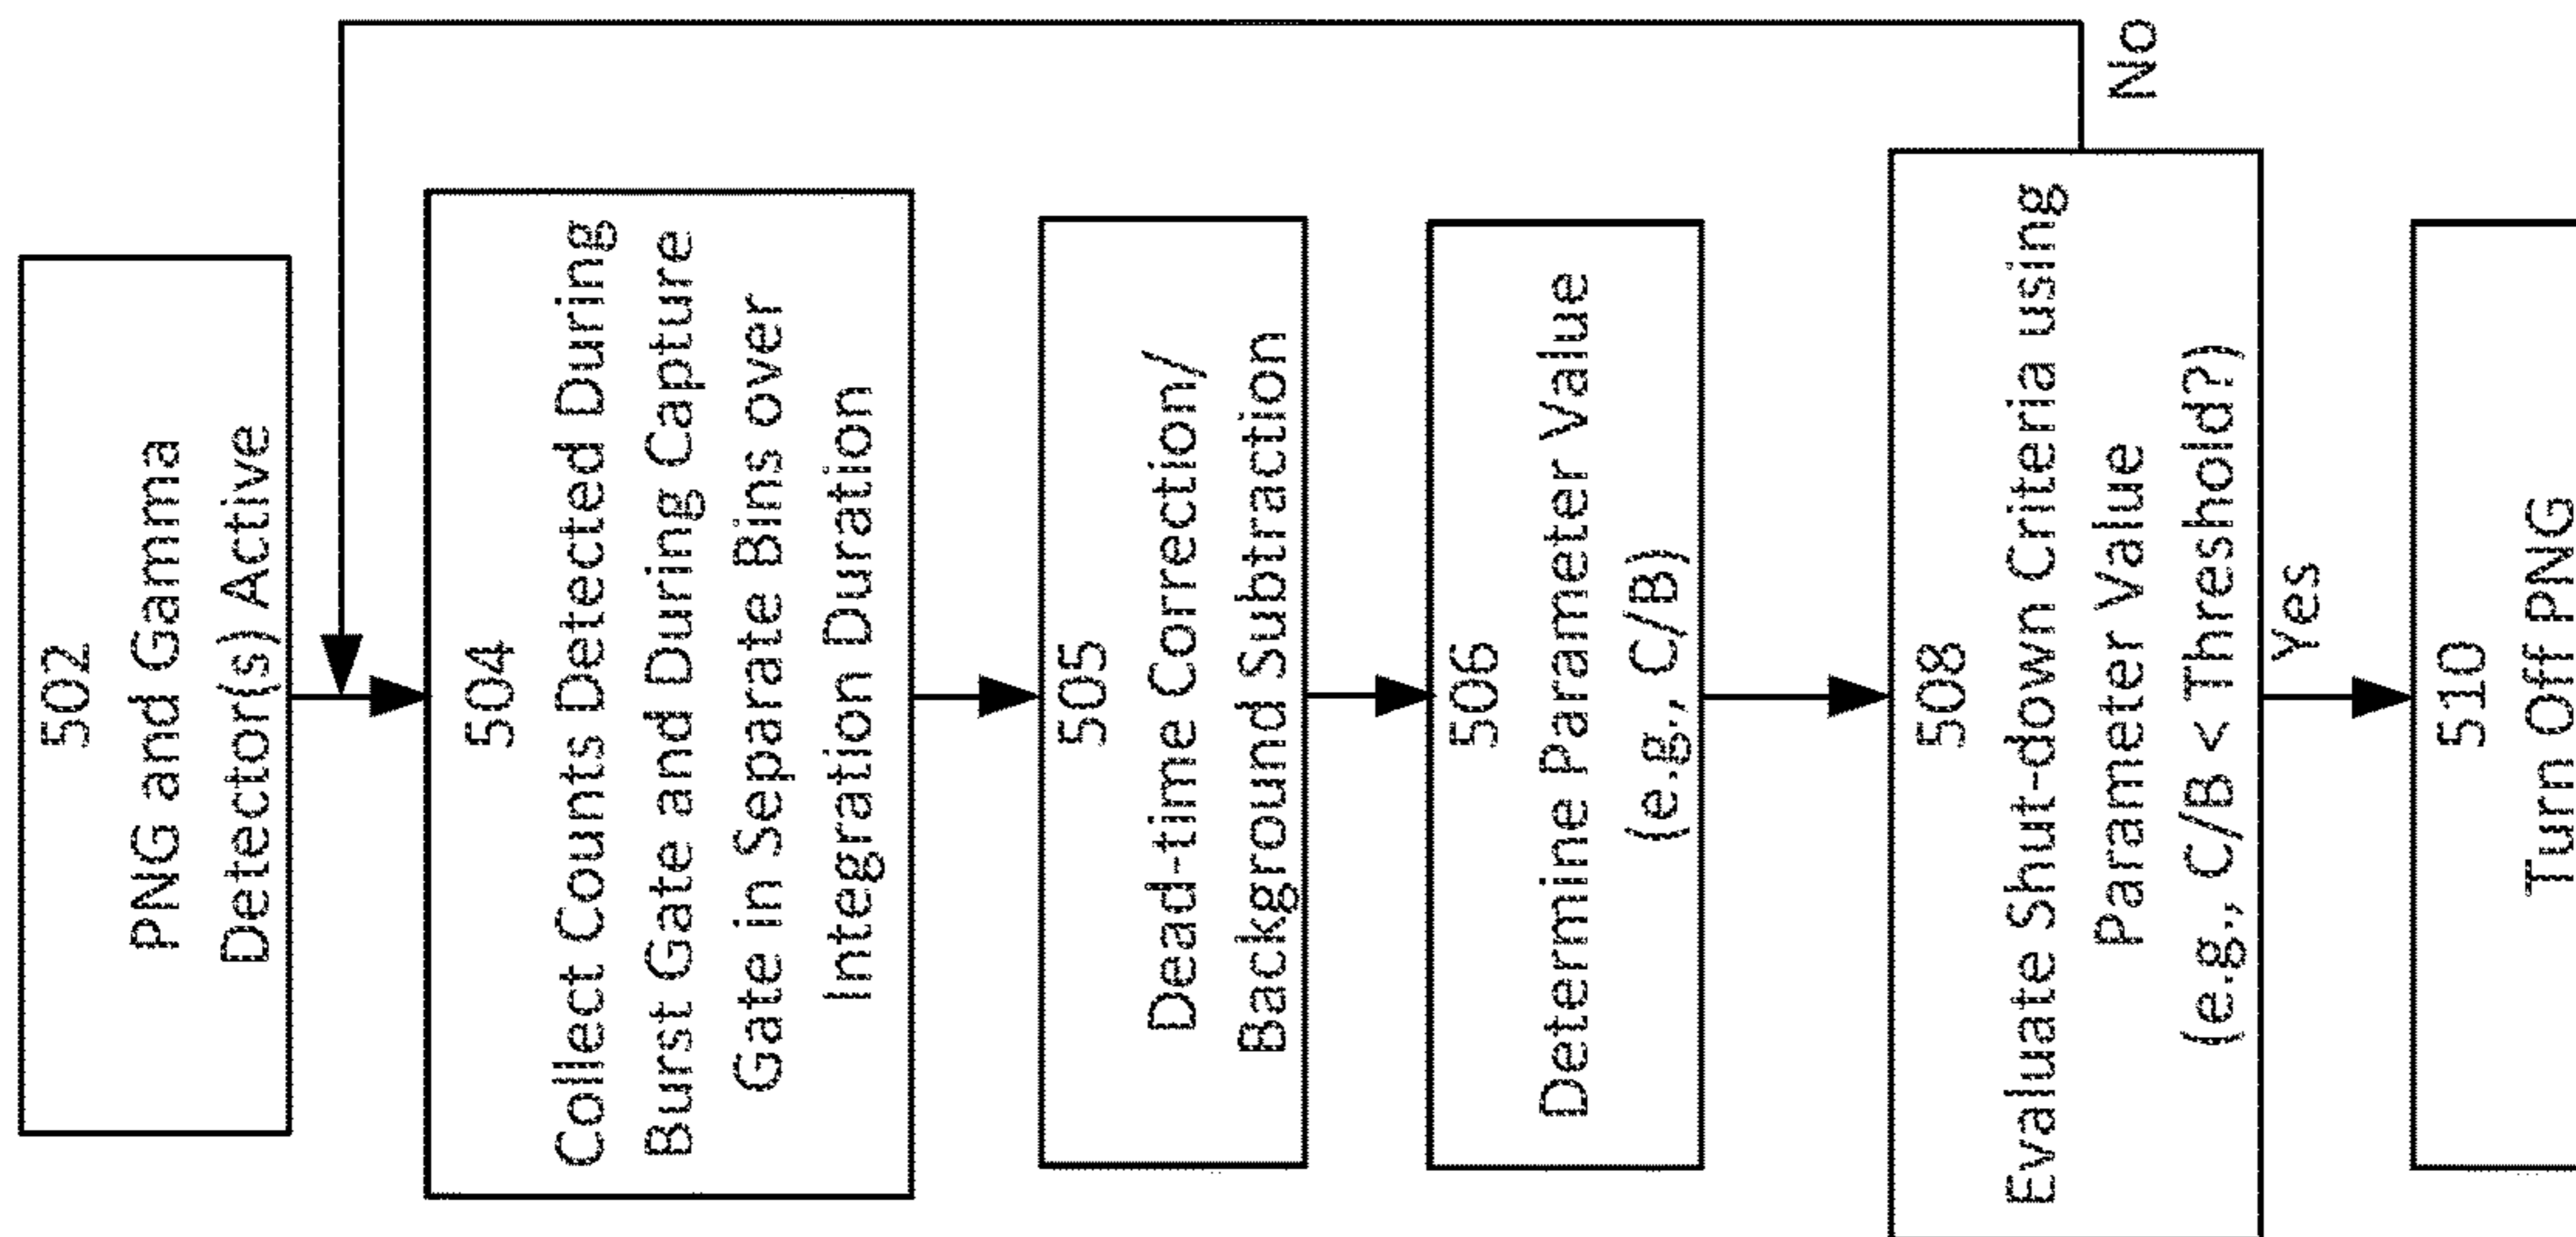 502
PNG and Gamma
Detector(s) Active
504
Collect Counts Detected During
Burst Gate and During Capture
Gate in Separate Bins over
Integration Duration
505
Dead-time Correction/
Background Subtraction
506
Determine Parameter Value
(e.g., C/B)
508
Evaluate Shut-down Criteria using
Parameter Value
(e.g., C/B < Threshold?)
No
Yes
510
Turn Off PNG